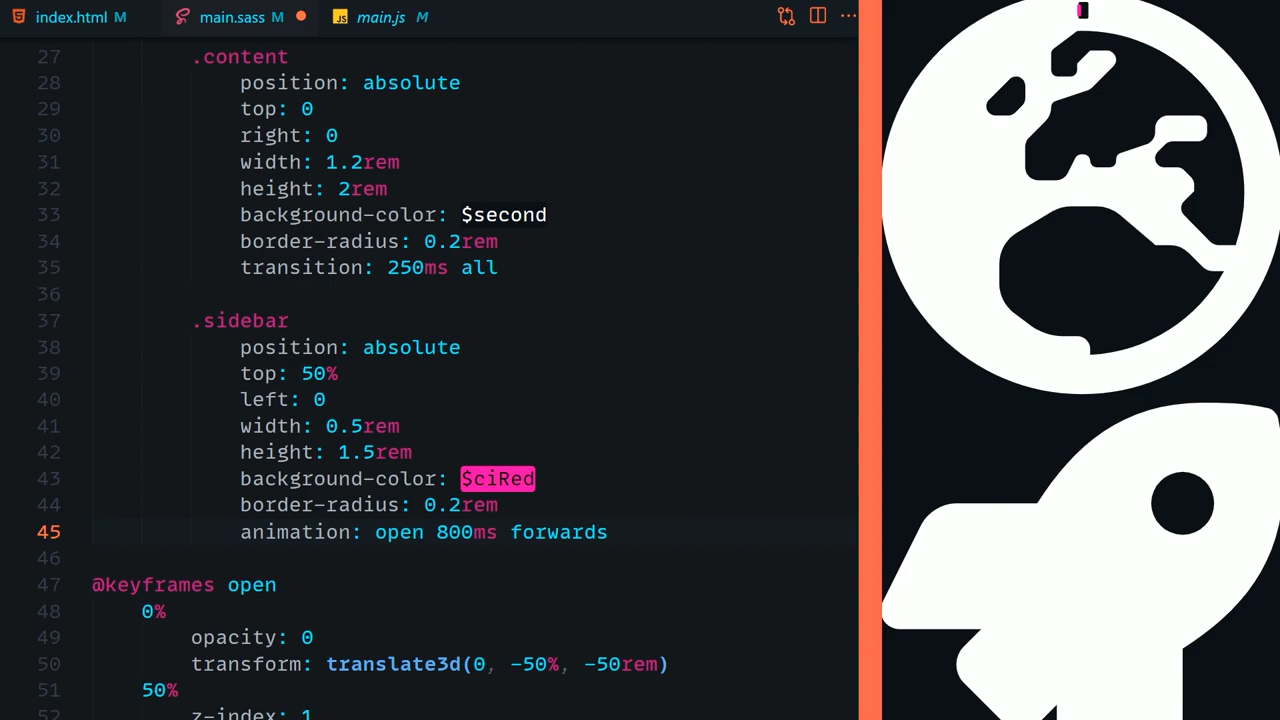 index.html M main.sass M main.js M
27 .content
28 position: absolute
29 top: 0
30 right: 0
31 width: 1.2rem
32 height: 2rem
33 background-color: $second
34 border-radius: 0.2rem
35 transition: 250ms all
36
37 .sidebar
38 position: absolute
39 top: 50%
40 left: 0
41 width: 0.5rem
42 height: 1.5rem
43 background-color: $ciRed
44 border-radius: 0.2rem
45 animation: open 800ms forwards
46
47 @keyframes open
48 0%
49 opacity: 0
50 transform: translate3d(0, -50%, -50rem)
51 50%
52 z-index: 1